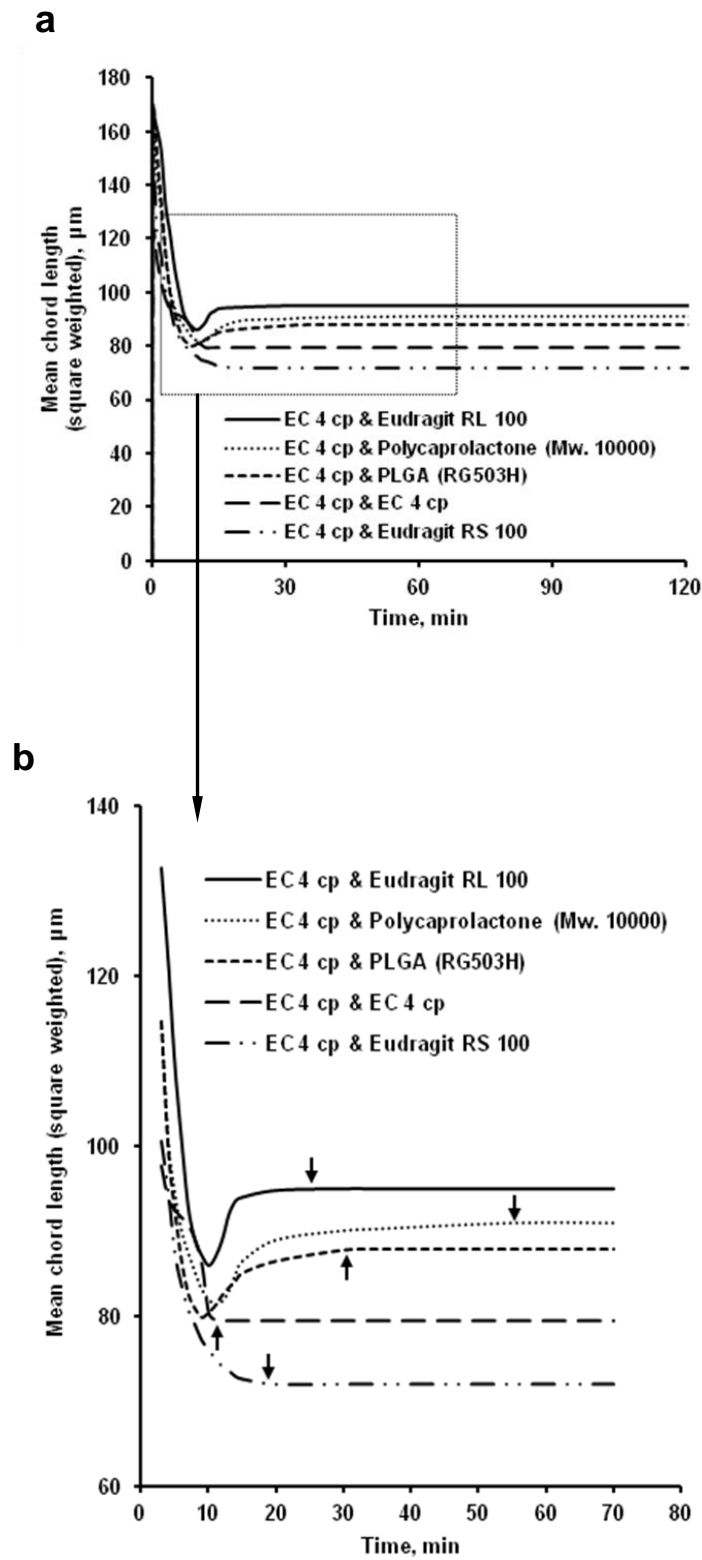 a
180
160
140
120
100
80
60
40
20
0
Mean chord length
(square weighted), µm
EC 4 cp & Eudragit RL 100
EC 4 cp & Polycaprolactone (Mw. 10000)
EC 4 cp & PLGA (RG503H)
EC 4 cp & EC 4 cp
EC 4 cp & Eudragit RS 100
0 30 60 90 120
Time, min
b
140
120
100
80
60
Mean chord length (square weighted), µm
EC 4 cp & Eudragit RL 100
EC 4 cp & Polycaprolactone (Mw. 10000)
EC 4 cp & PLGA (RG503H)
EC 4 cp & EC 4 cp
EC 4 cp & Eudragit RS 100
0 10 20 30 40 50 60 70 80
Time, min